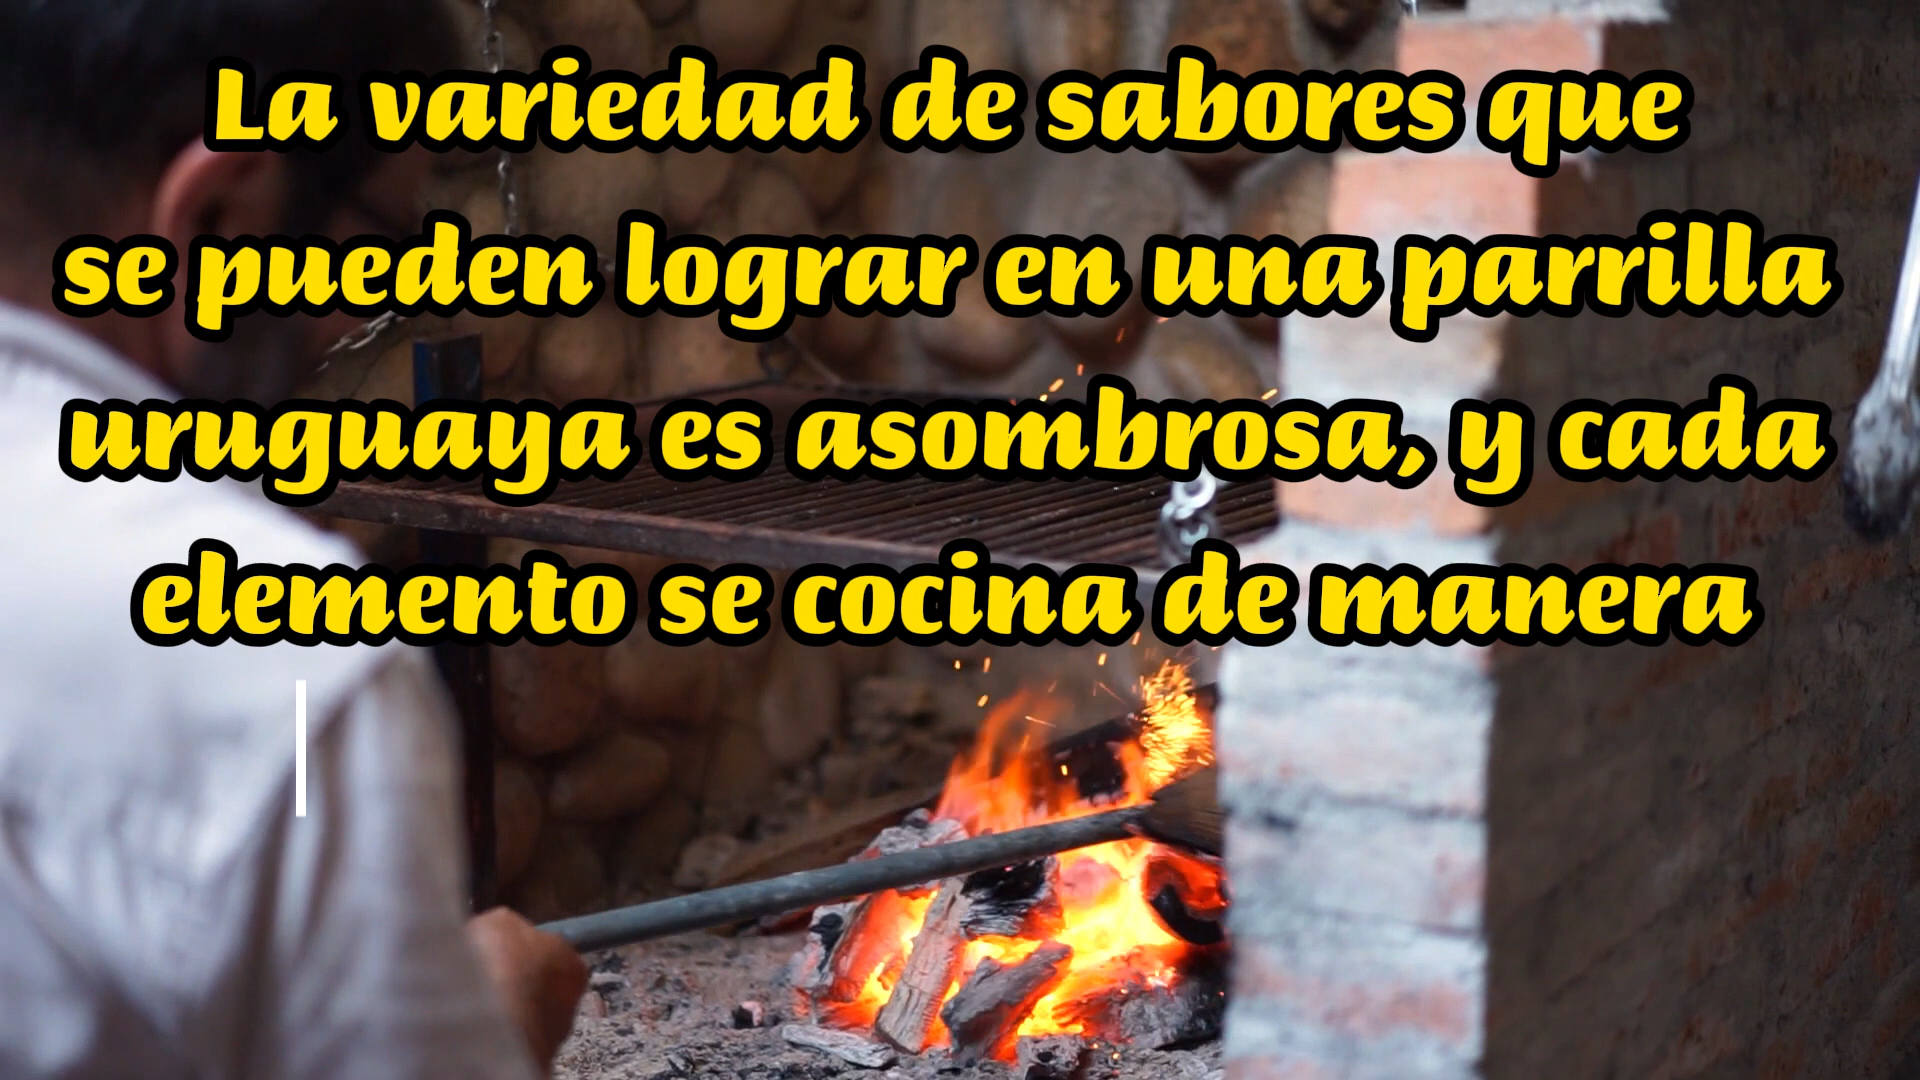 La variedad de sabores que
se pueden lograr en una parrilla
uruguaya es asombrosa, y cada
elemento se cocina de manera